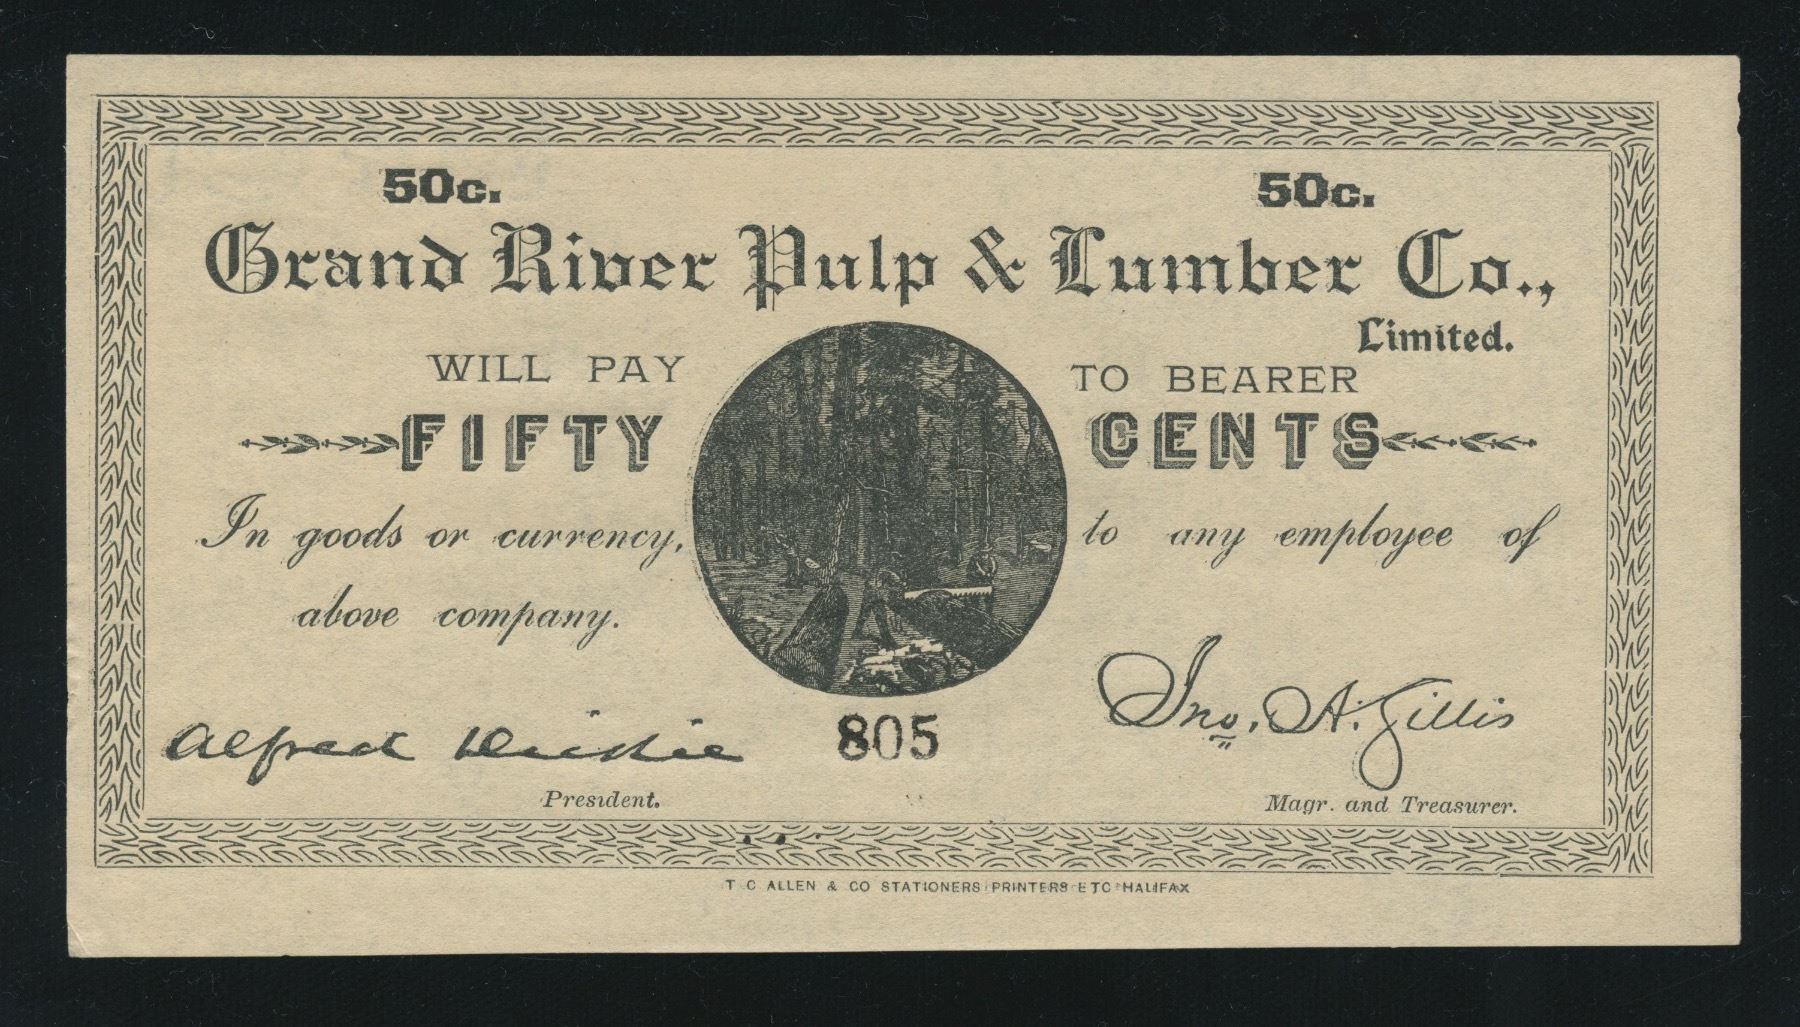 50c. 50c.
Grand River Pulp & Lumber Co.,
Limited.
WILL PAY TO BEARER
FIFTY CENTS
In goods or currency, to any employee of
above company.
Alfred Dickie Jno. A. Gillis
805
President. Magr. and Treasurer.
T C ALLEN & CO STATIONERS PRINTERS ETC HALIFAX